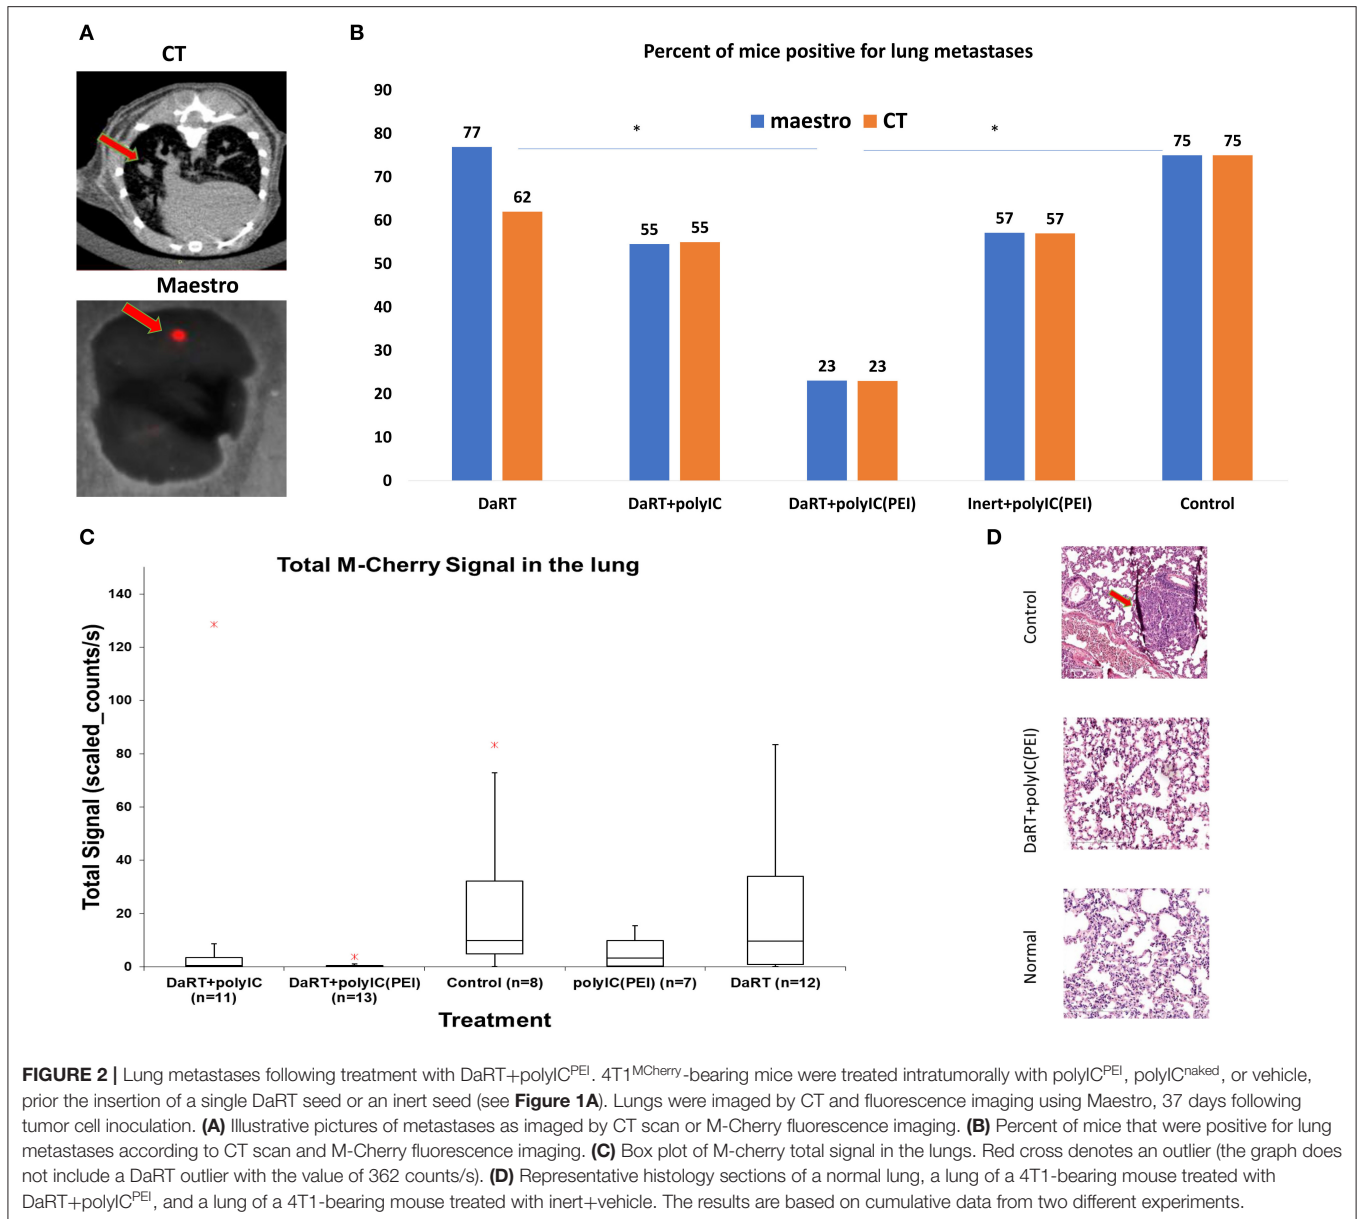 A
CT
Maestro
B
Percent of mice positive for lung metastases
maestro CT
90
80
70
60
50
40
30
20
10
0
77
62
55
55
23
23
57
57
75
75
*
*
DaRT
DaRT+polyIC
DaRT+polyIC(PEI)
Inert+polyIC(PEI)
Control
C
Total M-Cherry Signal in the lung
Total Signal (scaled_counts/s)
140
120
100
80
60
40
20
0
DaRT+polyIC
(n=11)
DaRT+polyIC(PEI)
(n=13)
Control (n=8)
polyIC(PEI) (n=7)
DaRT (n=12)
Treatment
D
Control
DaRT+polyIC(PEI)
Normal
FIGURE 2 | Lung metastases following treatment with DaRT+polyICPEI. 4T1MCherry-bearing mice were treated intratumorally with polyICPEI, polyICnaked, or vehicle,
prior the insertion of a single DaRT seed or an inert seed (see Figure 1A). Lungs were imaged by CT and fluorescence imaging using Maestro, 37 days following
tumor cell inoculation. (A) Illustrative pictures of metastases as imaged by CT scan or M-Cherry fluorescence imaging. (B) Percent of mice that were positive for lung
metastases according to CT scan and M-Cherry fluorescence imaging. (C) Box plot of M-cherry total signal in the lungs. Red cross denotes an outlier (the graph does
not include a DaRT outlier with the value of 362 counts/s). (D) Representative histology sections of a normal lung, a lung of a 4T1-bearing mouse treated with
DaRT+polyICPEI, and a lung of a 4T1-bearing mouse treated with inert+vehicle. The results are based on cumulative data from two different experiments.